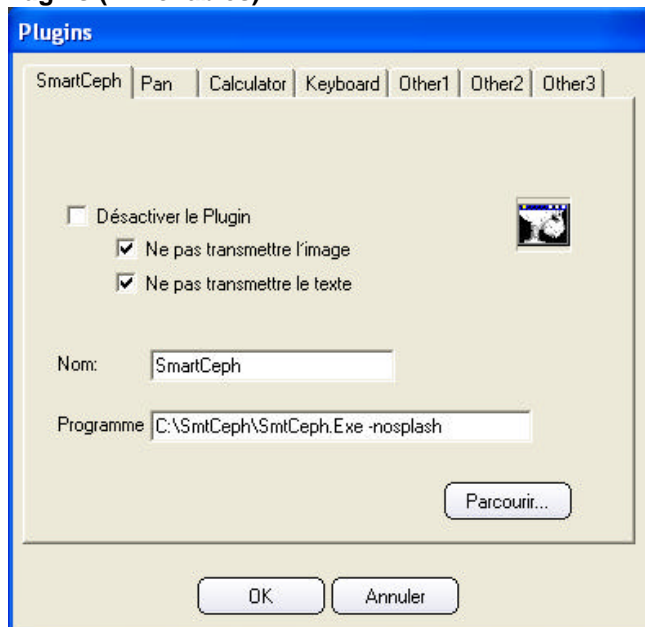 Plugins
SmartCeph Pan Calculator Keyboard Other1 Other2 Other3
Désactiver le Plugin
Ne pas transmettre l'image
Ne pas transmettre le texte
Nom: SmartCeph
Programme C:\SmtCeph\SmtCeph.Exe -nosplash
Parcourir...
OK Annuler